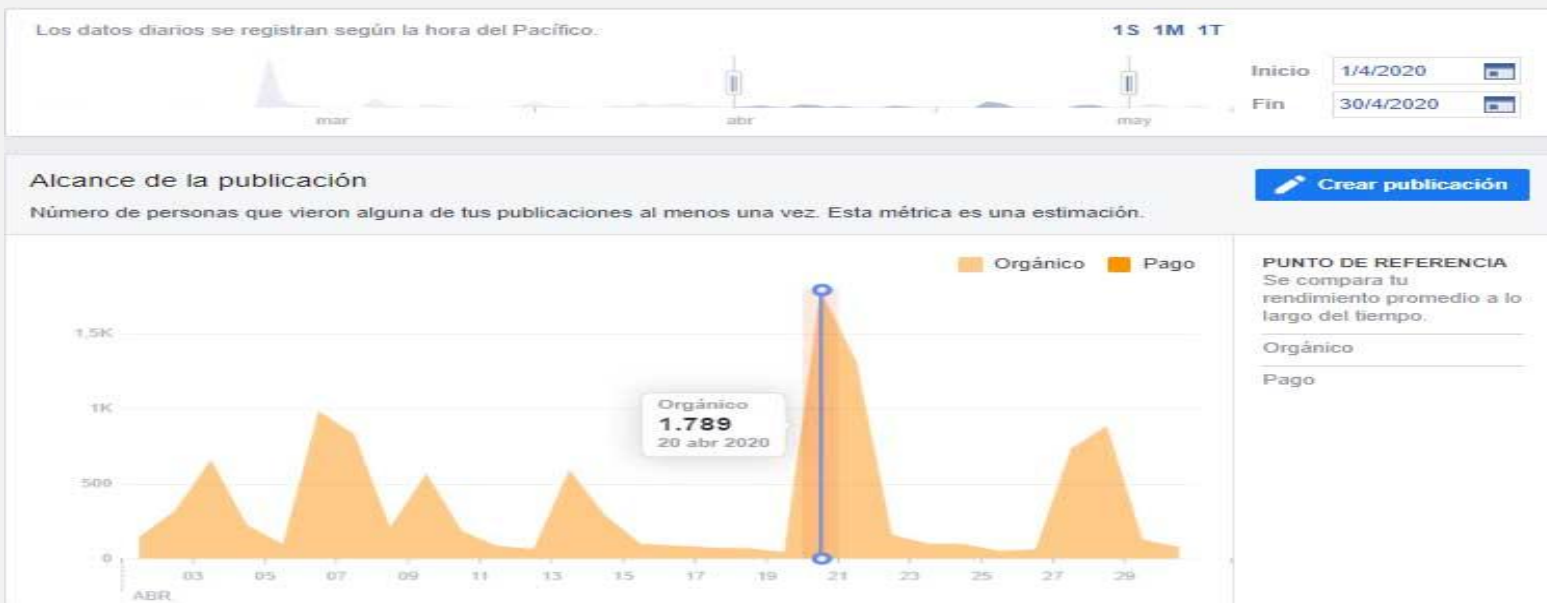 Los datos diarios se registran según la hora del Pacífico.
1S 1M 1T
Inicio 1/4/2020
Fin 30/4/2020
mar abr may
Alcance de la publicación
Crear publicación
Número de personas que vieron alguna de tus publicaciones al menos una vez. Esta métrica es una estimación.
Orgánico Pago
PUNTO DE REFERENCIA
Se compara tu
rendimiento promedio a lo
largo del tiempo.
Orgánico
Pago
1,5K
1K
500
0
Orgánico
1.789
20 abr 2020
03 05 07 09 11 13 15 17 19 21 23 25 27 29
ABR.